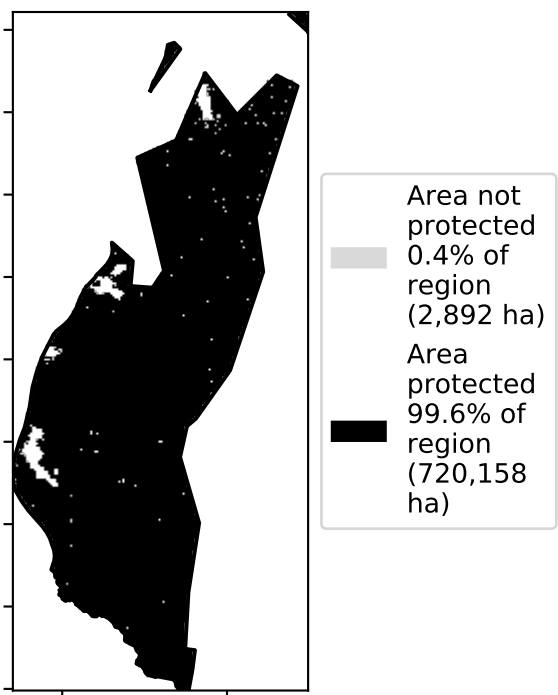 Area not
protected
0.4% of
region
(2,892 ha)
Area
protected
99.6% of
region
(720,158
ha)